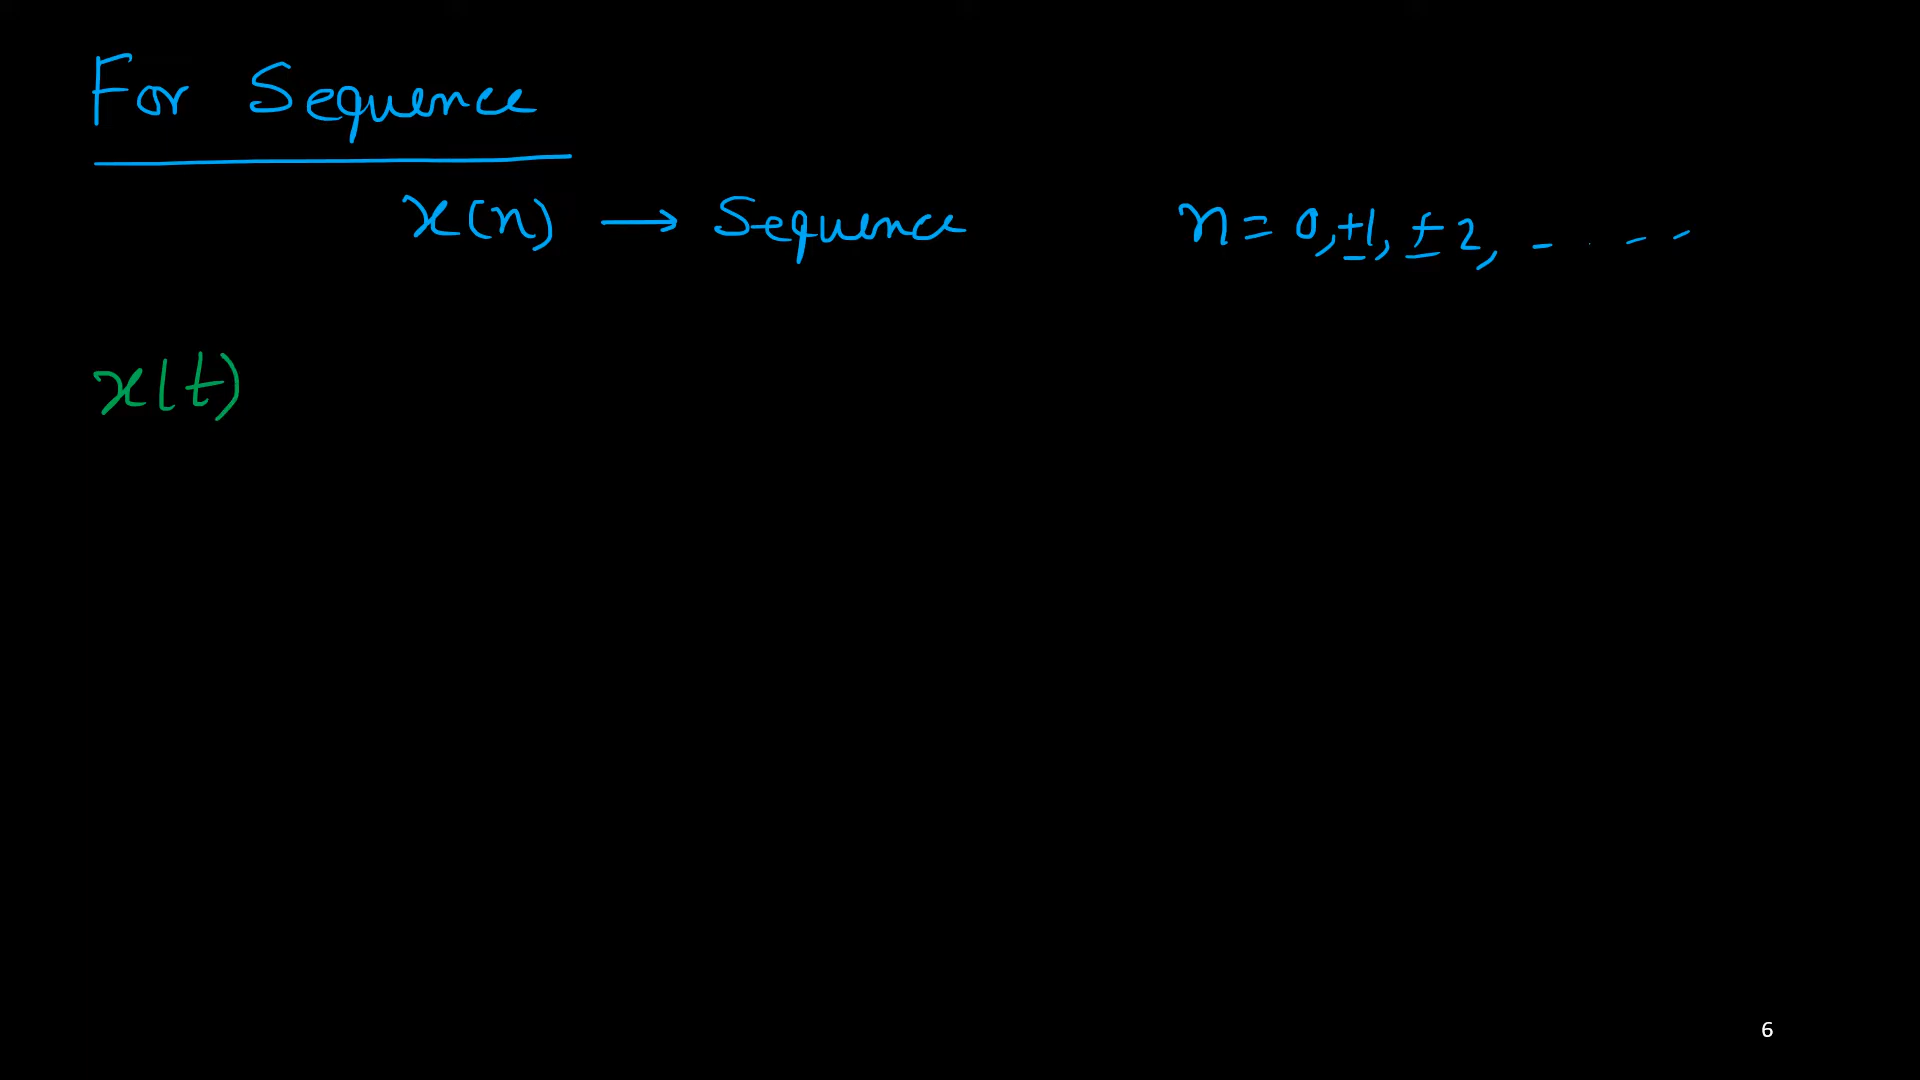 For Sequence
x(n) → Sequence n = 0, ±1, ± 2, - . - -
x(t)
6